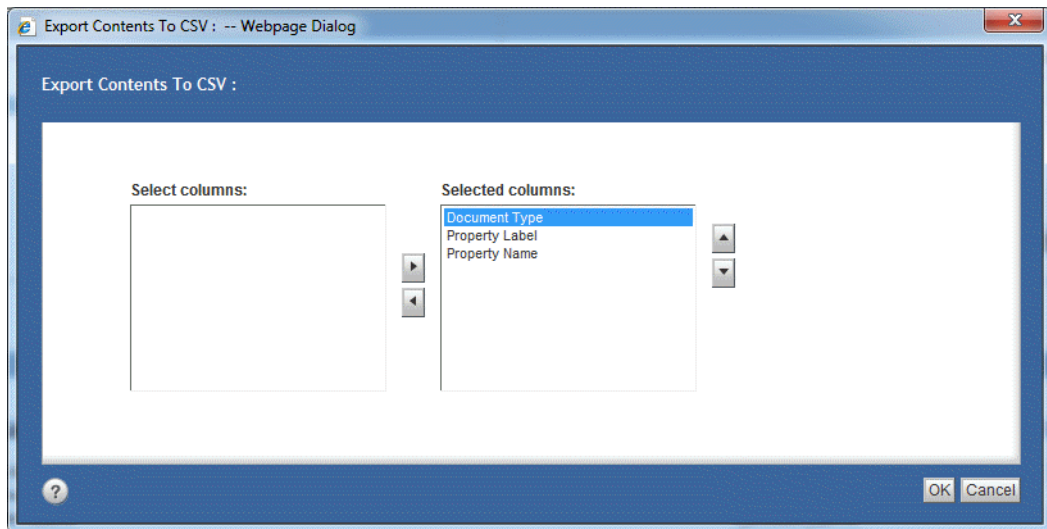 Export Contents To CSV : -- Webpage Dialog
Export Contents To CSV :
Select columns:
Selected columns:
Document Type
Property Label
Property Name
?
OK Cancel